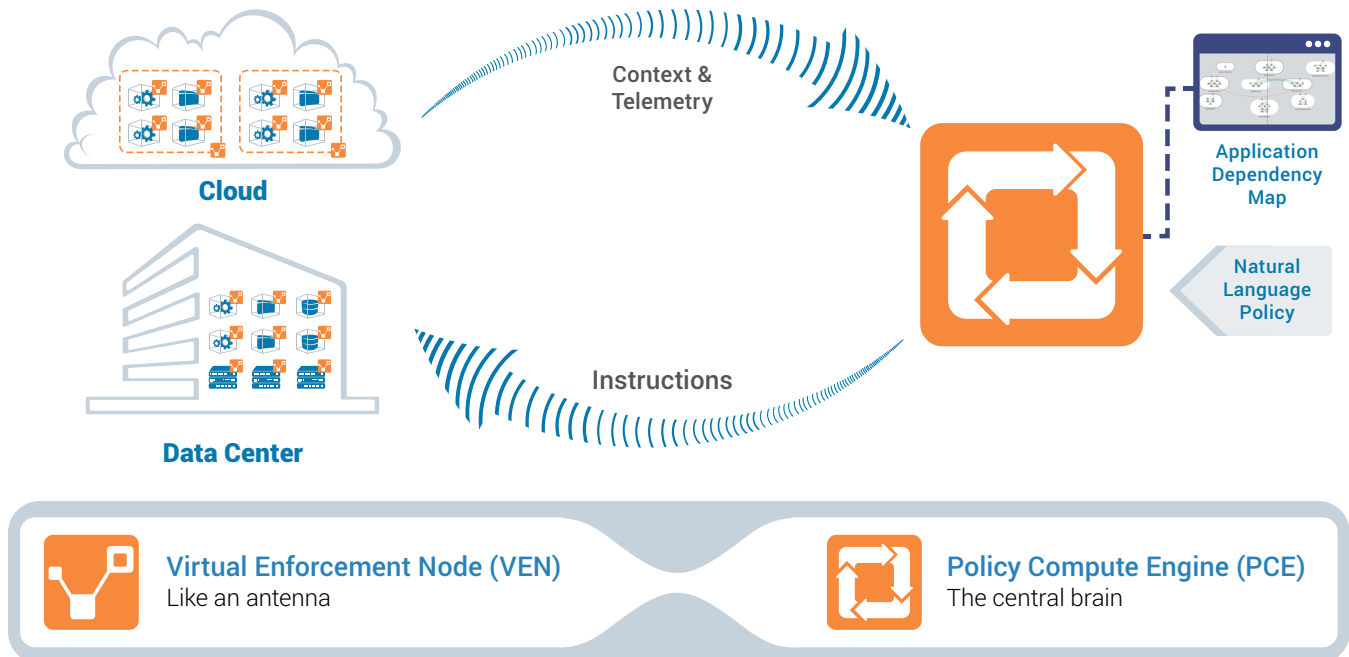 Cloud
Context &
Telemetry
Application
Dependency
Map
Natural
Language
Policy
Data Center
Instructions
Virtual Enforcement Node (VEN)
Like an antenna
Policy Compute Engine (PCE)
The central brain